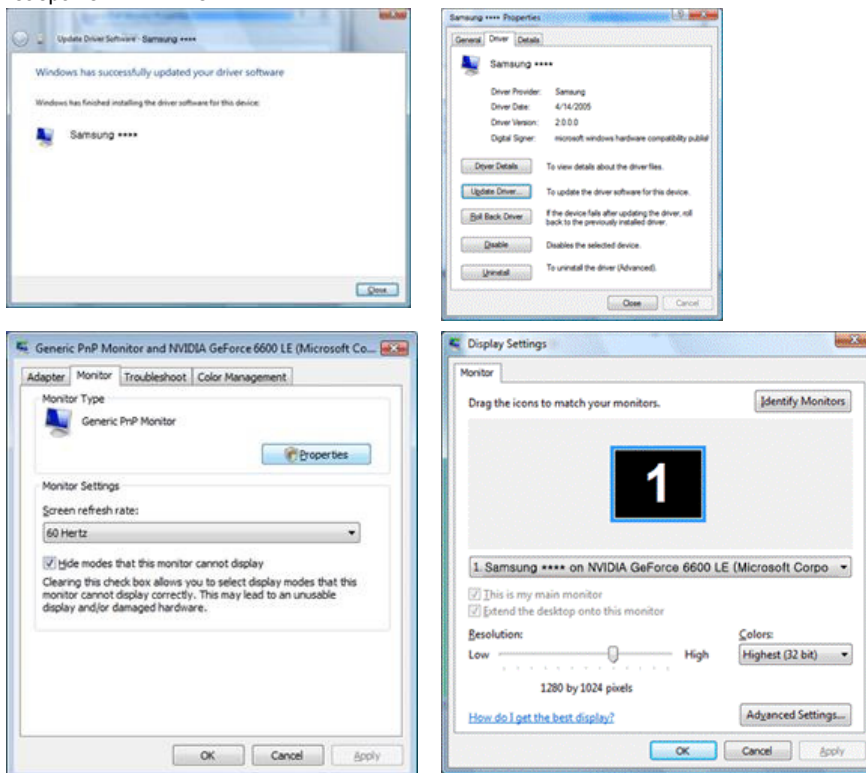 Update Driver Software - Samsung ****
Windows has successfully updated your driver software
Windows has finished installing the driver software for this device:
Samsung ****
Close
Samsung **** Properties
General Driver Details
Samsung ****
Driver Provider: Samsung
Driver Date: 4/14/2005
Driver Version: 2.0.0.0
Digital Signer: microsoft windows hardware compatibility publisl
Driver Details To view details about the driver files.
Update Driver... To update the driver software for this device.
Roll Back Driver If the device fails after updating the driver, roll
back to the previously installed driver.
Disable Disables the selected device.
Uninstall To uninstall the driver (Advanced).
Close Cancel
Generic PnP Monitor and NVIDIA GeForce 6600 LE (Microsoft Co...
Adapter Monitor Troubleshoot Color Management
Monitor Type
Generic PnP Monitor
Properties
Monitor Settings
Screen refresh rate:
60 Hertz
Hide modes that this monitor cannot display
Clearing this check box allows you to select display modes that this
monitor cannot display correctly. This may lead to an unusable
display and/or damaged hardware.
OK Cancel Apply
Display Settings
Monitor
Drag the icons to match your monitors.
Identify Monitors
1
1. Samsung **** on NVIDIA GeForce 6600 LE (Microsoft Corpo
This is my main monitor
Extend the desktop onto this monitor
Resolution: Colors:
Low High Highest (32 bit)
1280 by 1024 pixels
How do I get the best display? Advanced Settings...
OK Cancel Apply